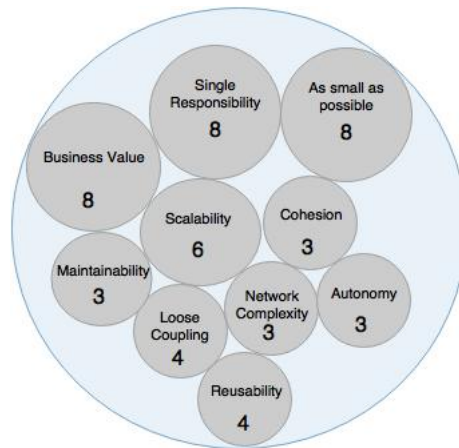 Single
Responsibility
8
As small as
possible
8
Business Value
8
Scalability
6
Cohesion
3
Maintainability
3
Loose
Coupling
4
Network
Complexity
3
Autonomy
3
Reusability
4